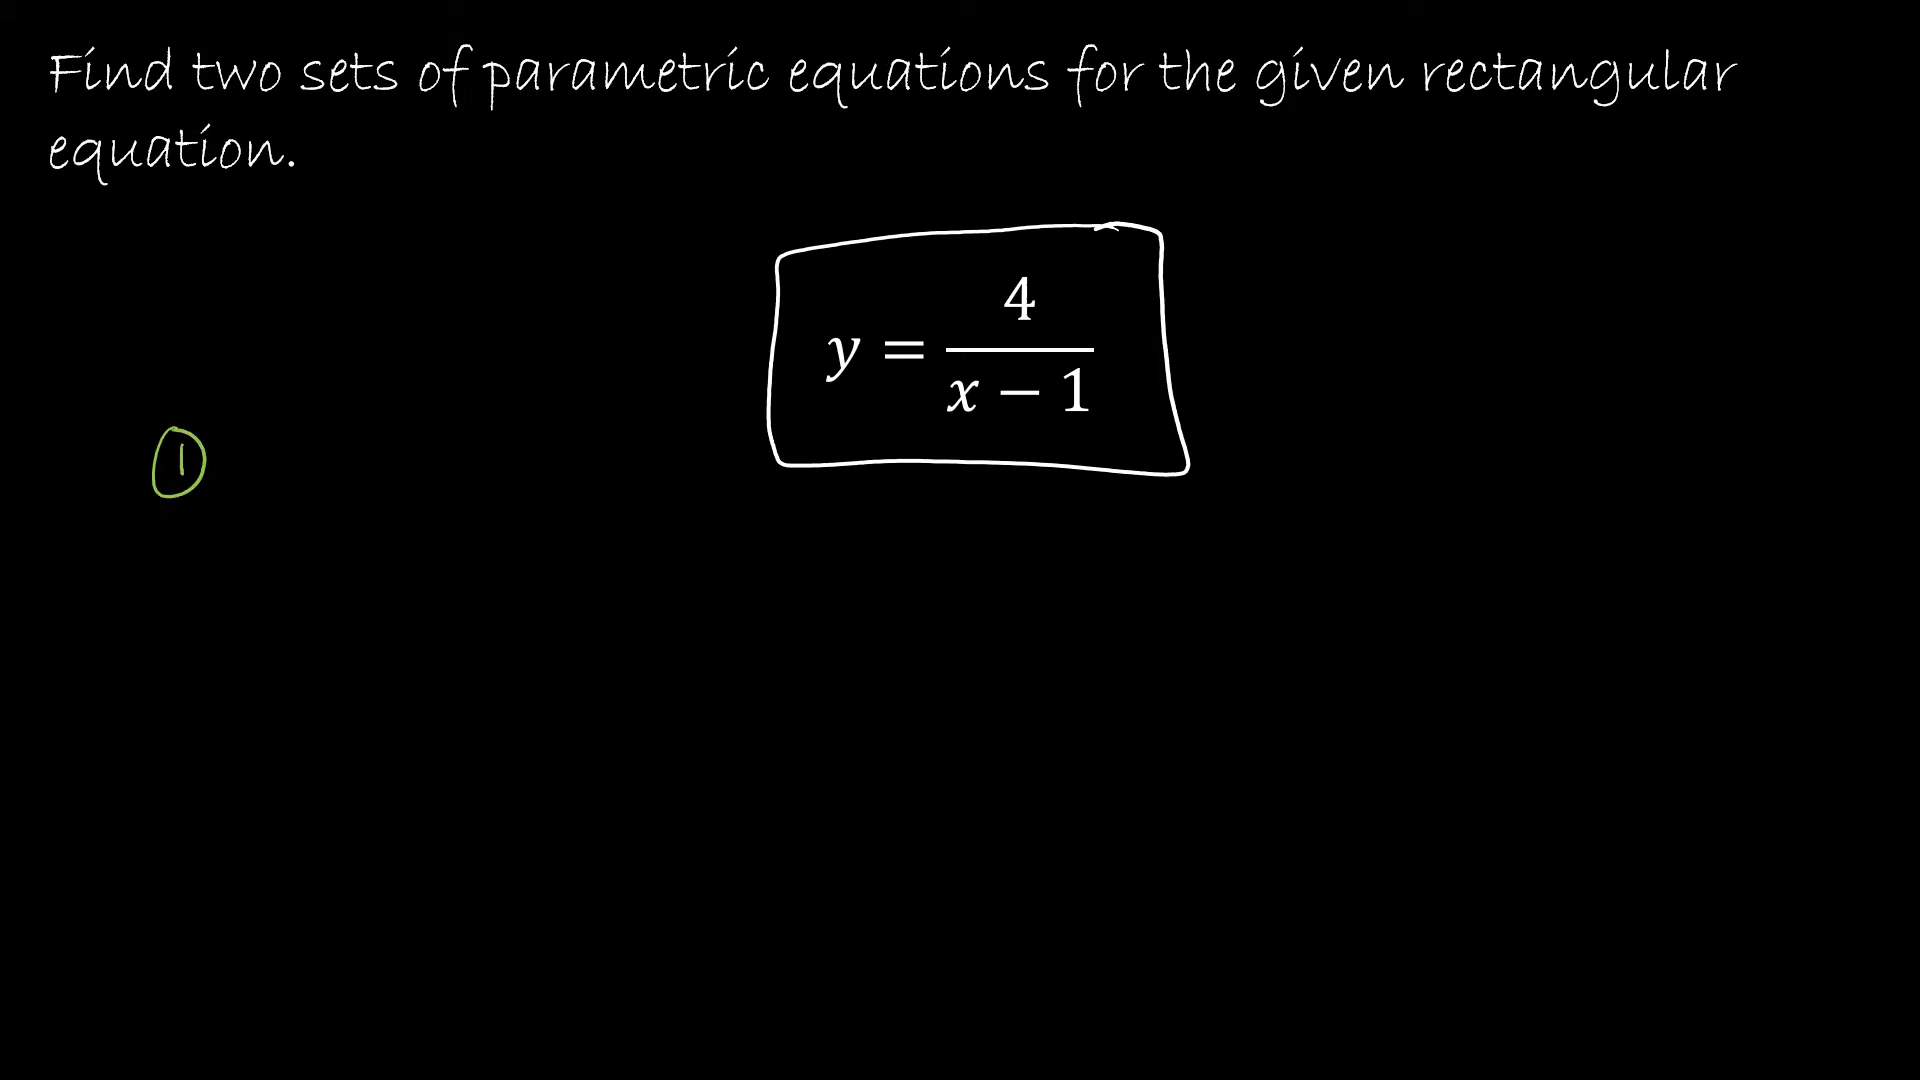 Find two sets of parametric equations for the given rectangular
equation.
y = 4 / (x − 1)
1